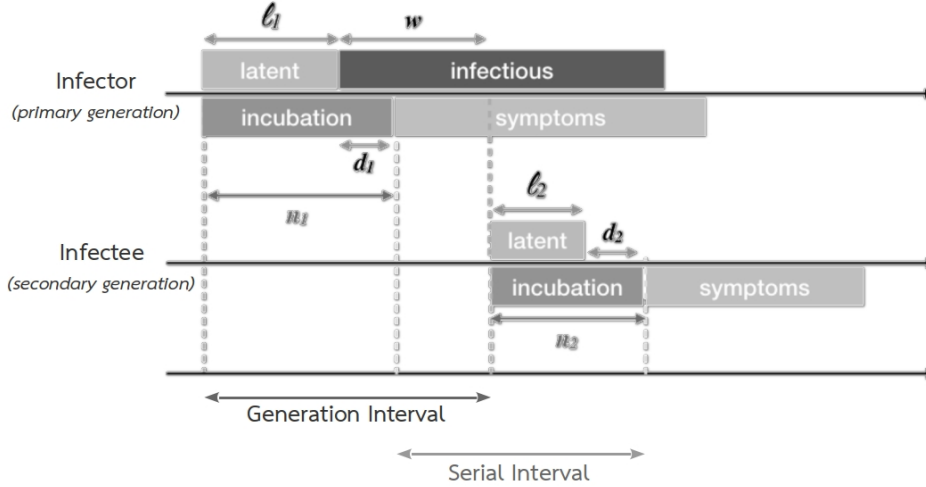 ℓ1 w
latent infectious
Infector
(primary generation)
incubation symptoms
d1
n1
ℓ2
latent d2
Infectee
(secondary generation)
incubation symptoms
n2
Generation Interval
Serial Interval